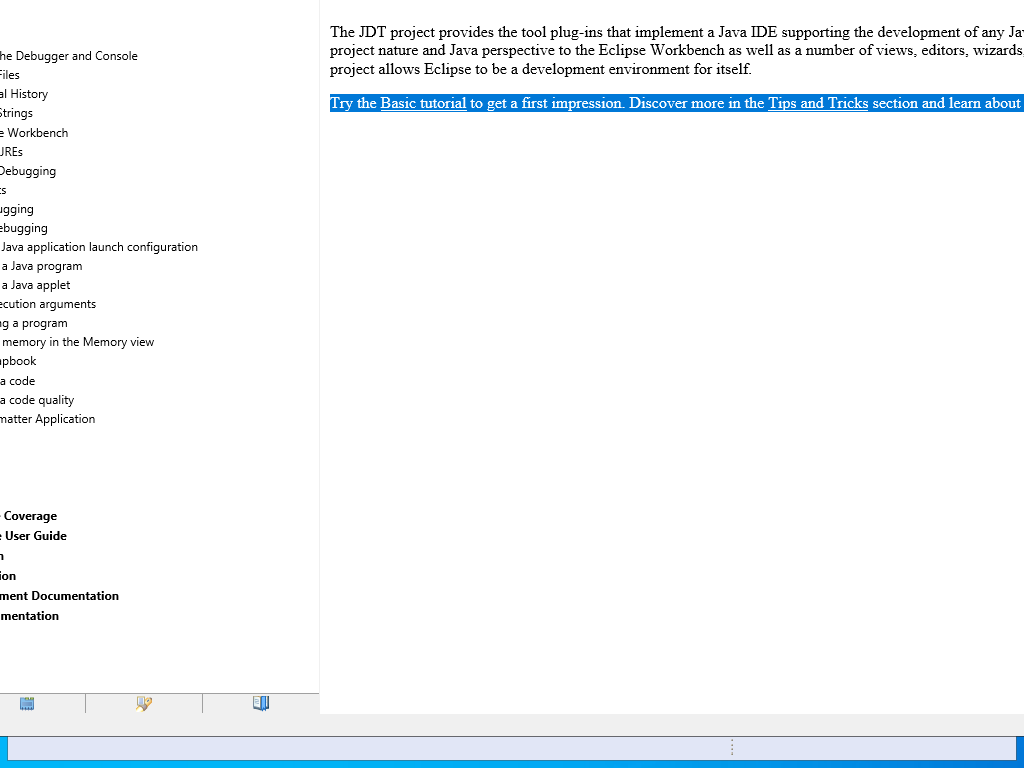 he Debugger and Console
Files
al History
Strings
e Workbench
JREs
Debugging
ts
ugging
ebugging
Java application launch configuration
a Java program
a Java applet
ecution arguments
ng a program
memory in the Memory view
apbook
a code
a code quality
matter Application
Coverage
e User Guide
n
ion
ment Documentation
mentation
The JDT project provides the tool plug-ins that implement a Java IDE supporting the development of any Ja
project nature and Java perspective to the Eclipse Workbench as well as a number of views, editors, wizards,
project allows Eclipse to be a development environment for itself.
Try the Basic tutorial to get a first impression. Discover more in the Tips and Tricks section and learn about